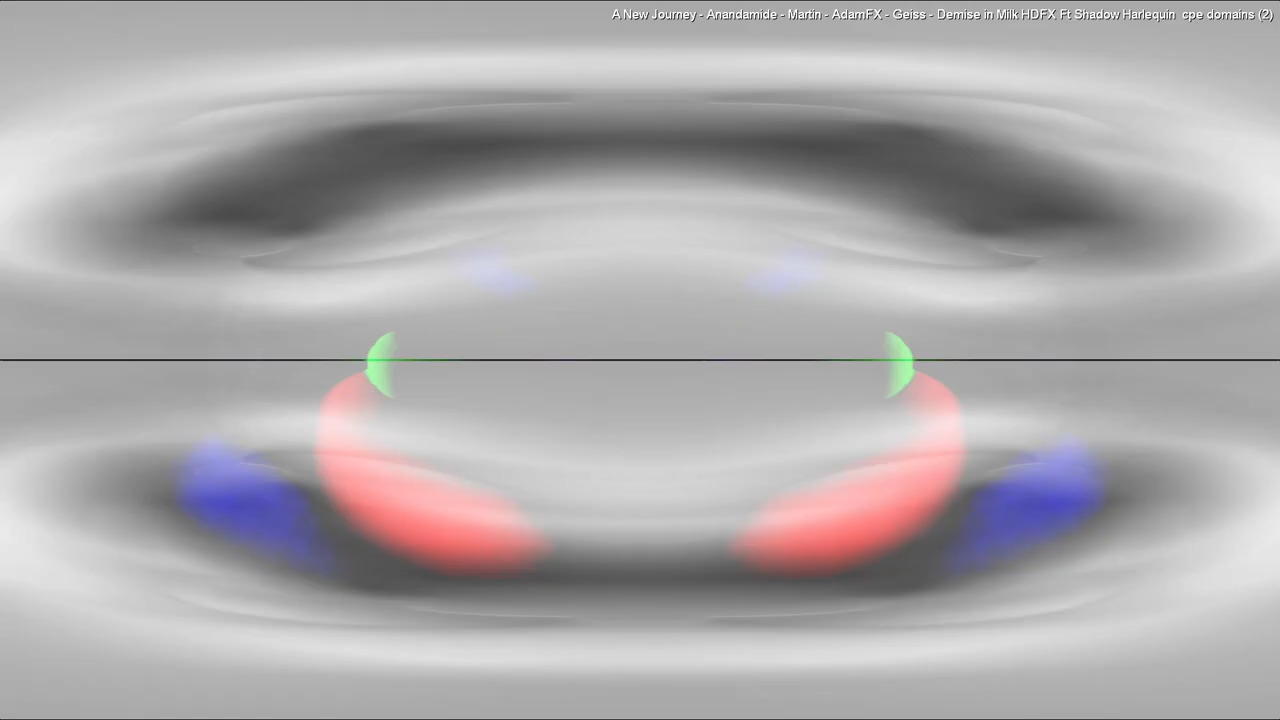 A New Journey - Anandamide - Martin - AdamFX - Geiss - Demise in Milk HDFX Ft Shadow Harlequin  cpe domains (2)